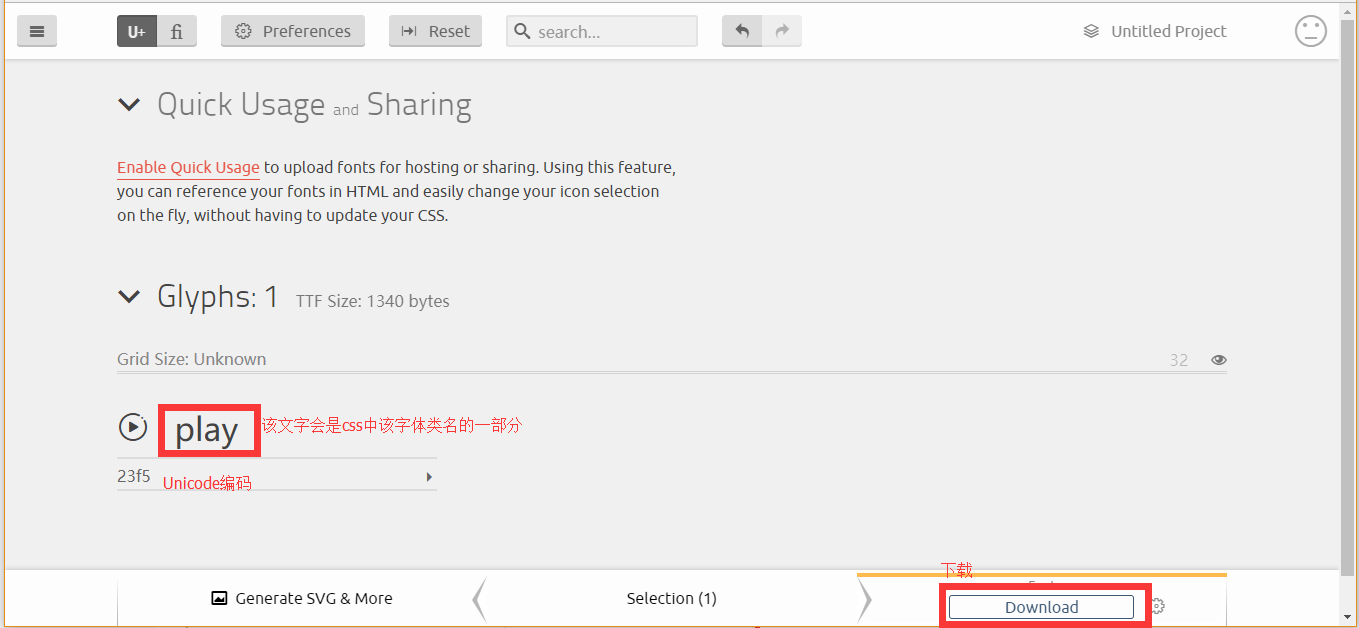 U+ fi Preferences Reset search... Untitled Project
Quick Usage and Sharing
Enable Quick Usage to upload fonts for hosting or sharing. Using this feature,
you can reference your fonts in HTML and easily change your icon selection
on the fly, without having to update your CSS.
Glyphs: 1 TTF Size: 1340 bytes
Grid Size: Unknown 32
play 该文字会是css中该字体类名的一部分
23f5 Unicode编码
下载
Generate SVG & More Selection (1) Download